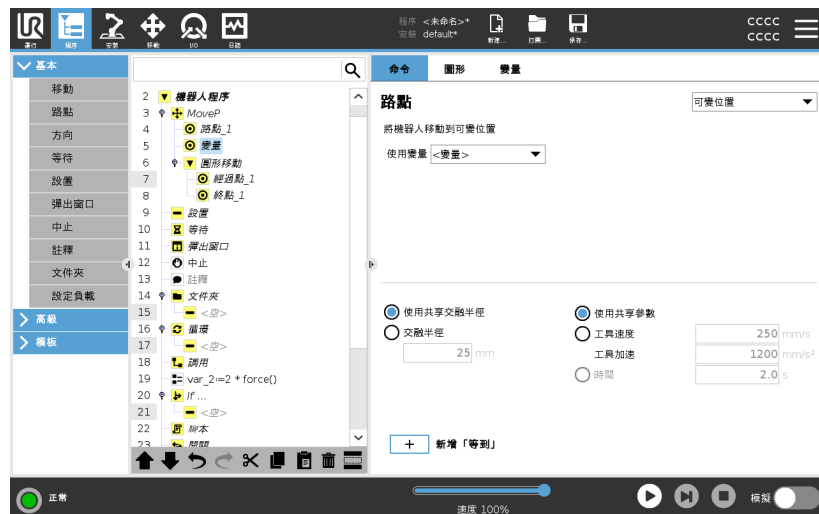 運行
程序
安裝
移動
I/O
日誌
程序 <未命名>*
安裝 default*
新建...
打開...
保存...
cccc
cccc
基本
移動
路點
方向
等待
設置
彈出窗口
中止
註釋
文件夾
設定負載
高級
模板
2 機器人程序
3 MoveP
4 路點_1
5 變量
6 圓形移動
7 經過點_1
8 終點_1
9 設置
10 等待
11 彈出窗口
12 中止
13 註釋
14 文件夾
15 <空>
16 循環
17 <空>
18 調用
19 var_2:=2 * force()
20 If ...
21 <空>
22 腳本
23
命令 圖形 變量
路點
可變位置
將機器人移動到可變位置
使用變量 <變量>
使用共享交融半徑
交融半徑
25 mm
使用共享參數
工具速度 250 mm/s
工具加速 1200 mm/s²
時間 2.0 s
+ 新增「等到」
正常
速度 100%
模擬